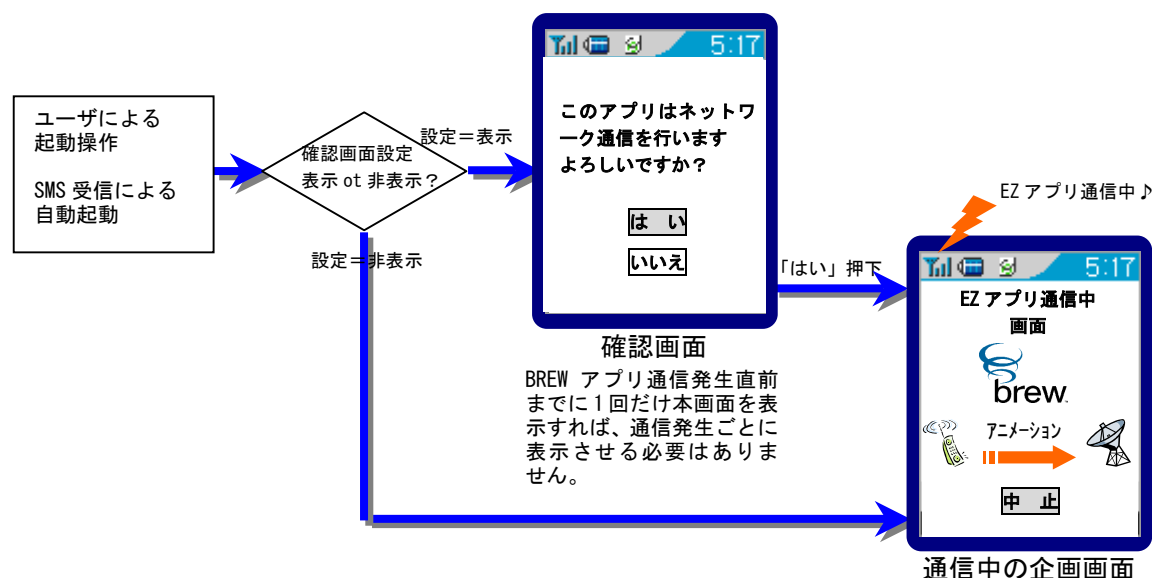 ユーザによる
起動操作
SMS 受信による
自動起動
確認画面設定
表示 ot 非表示？
設定＝表示
設定＝非表示
5:17
このアプリはネットワ
ーク通信を行います
よろしいですか？
は い
いいえ
確認画面
BREW アプリ通信発生直前
までに1回だけ本画面を表
示すれば、通信発生ごとに
表示させる必要はありま
せん。
「はい」押下
EZ アプリ通信中♪
5:17
EZ アプリ通信中
画面
brew
アニメーション
中 止
通信中の企画画面